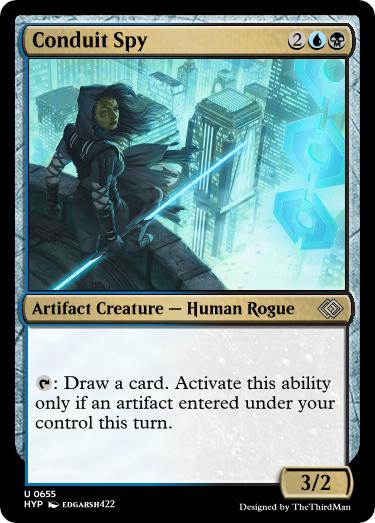 Conduit Spy 2
Artifact Creature — Human Rogue
: Draw a card. Activate this ability
only if an artifact entered under your
control this turn.
3/2
U 0655
HYP EDGARSH422
Designed by TheThirdMan